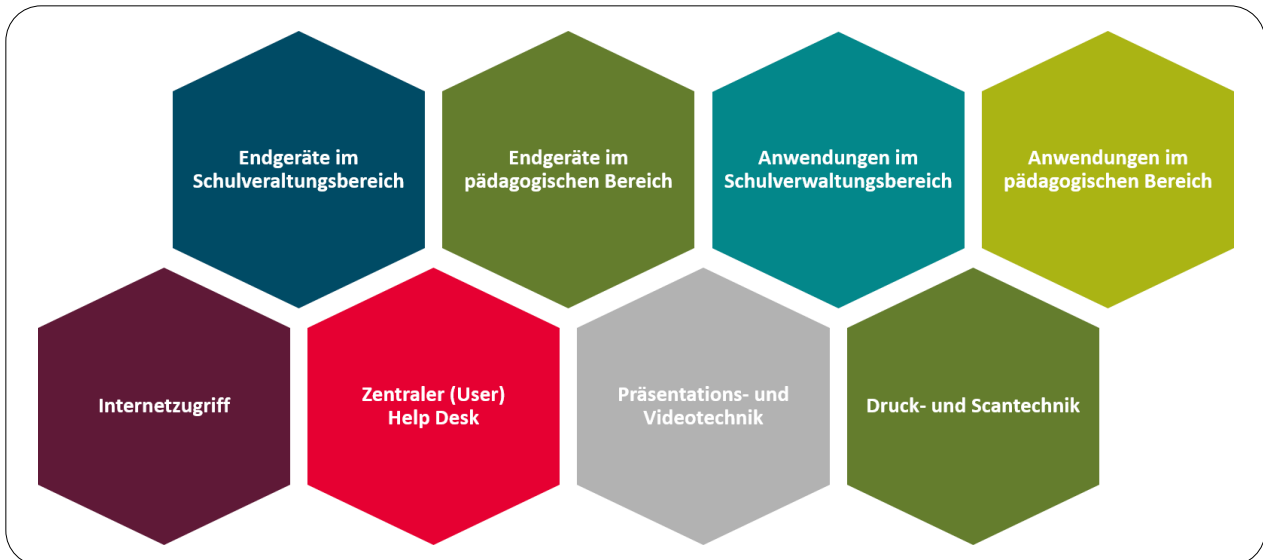 Endgeräte im
Schulveraltungsbereich
Endgeräte im
pädagogischen Bereich
Anwendungen im
Schulverwaltungsbereich
Anwendungen im
pädagogischen Bereich
Internetzugriff
Zentraler (User)
Help Desk
Präsentations- und
Videotechnik
Druck- und Scantechnik